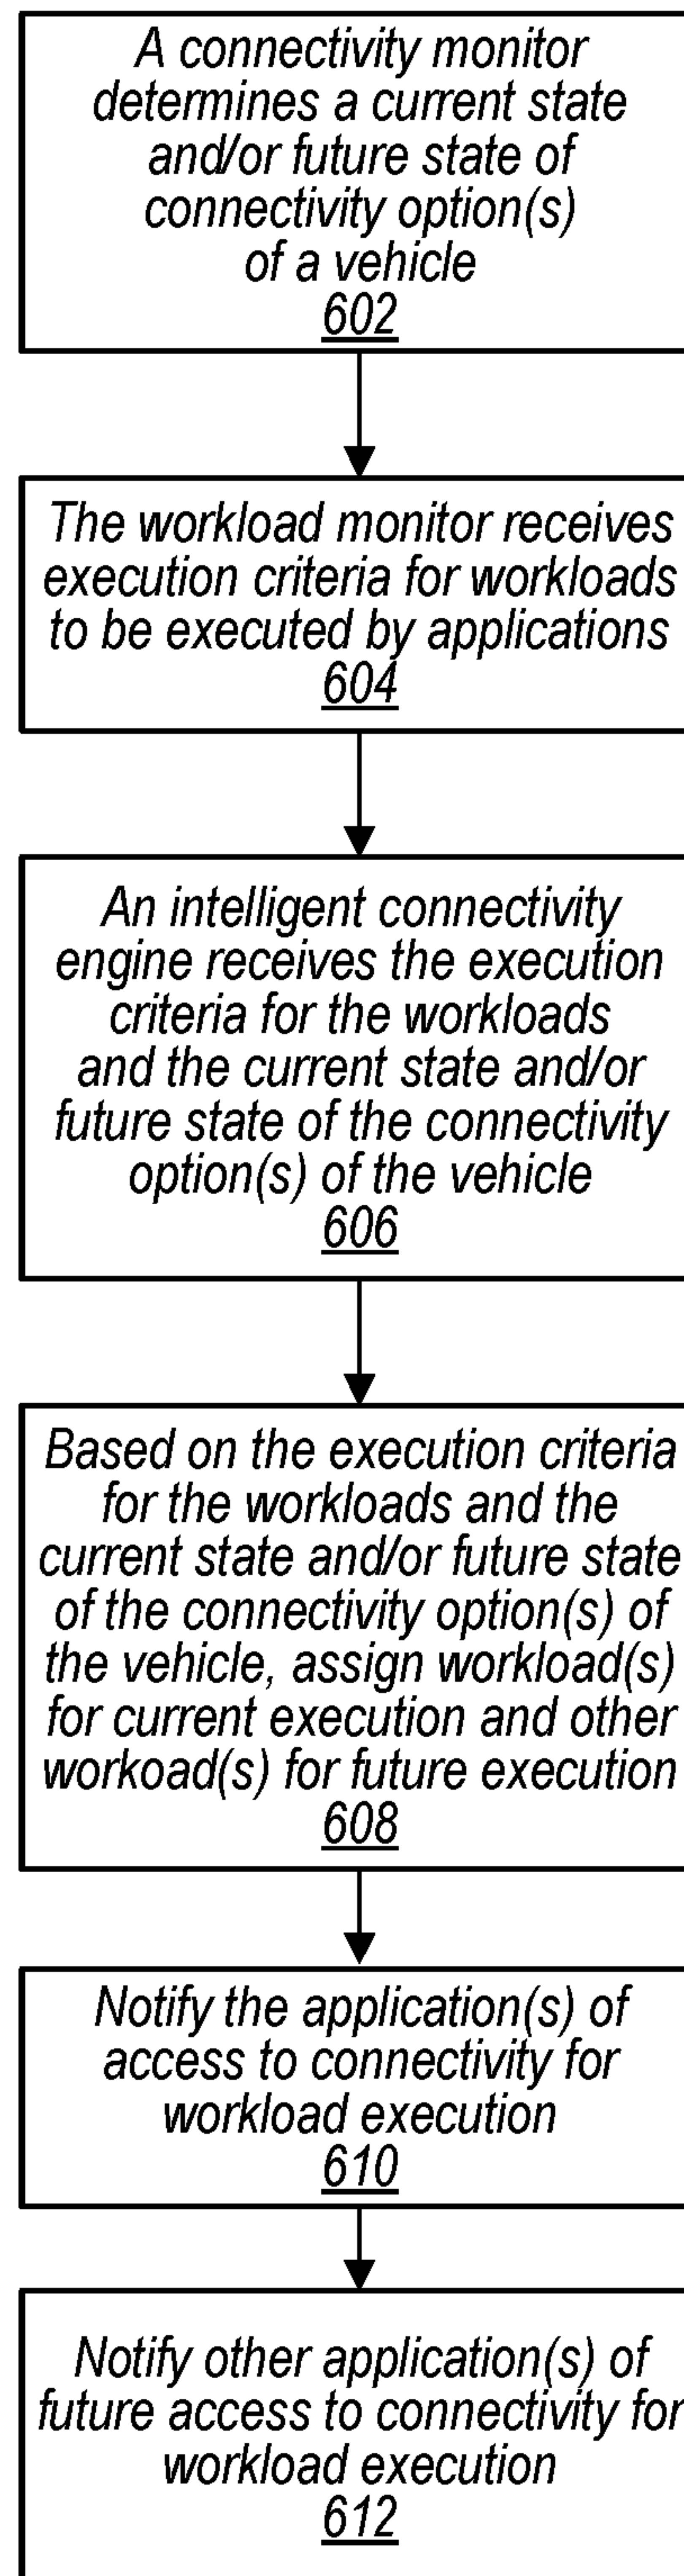 A connectivity monitor
determines a current state
and/or future state of
connectivity option(s)
of a vehicle
602
The workload monitor receives
execution criteria for workloads
to be executed by applications
604
An intelligent connectivity
engine receives the execution
criteria for the workloads
and the current state and/or
future state of the connectivity
option(s) of the vehicle
606
Based on the execution criteria
for the workloads and the
current state and/or future state
of the connectivity option(s) of
the vehicle, assign workload(s)
for current execution and other
workoad(s) for future execution
608
Notify the application(s) of
access to connectivity for
workload execution
610
Notify other application(s) of
future access to connectivity for
workload execution
612